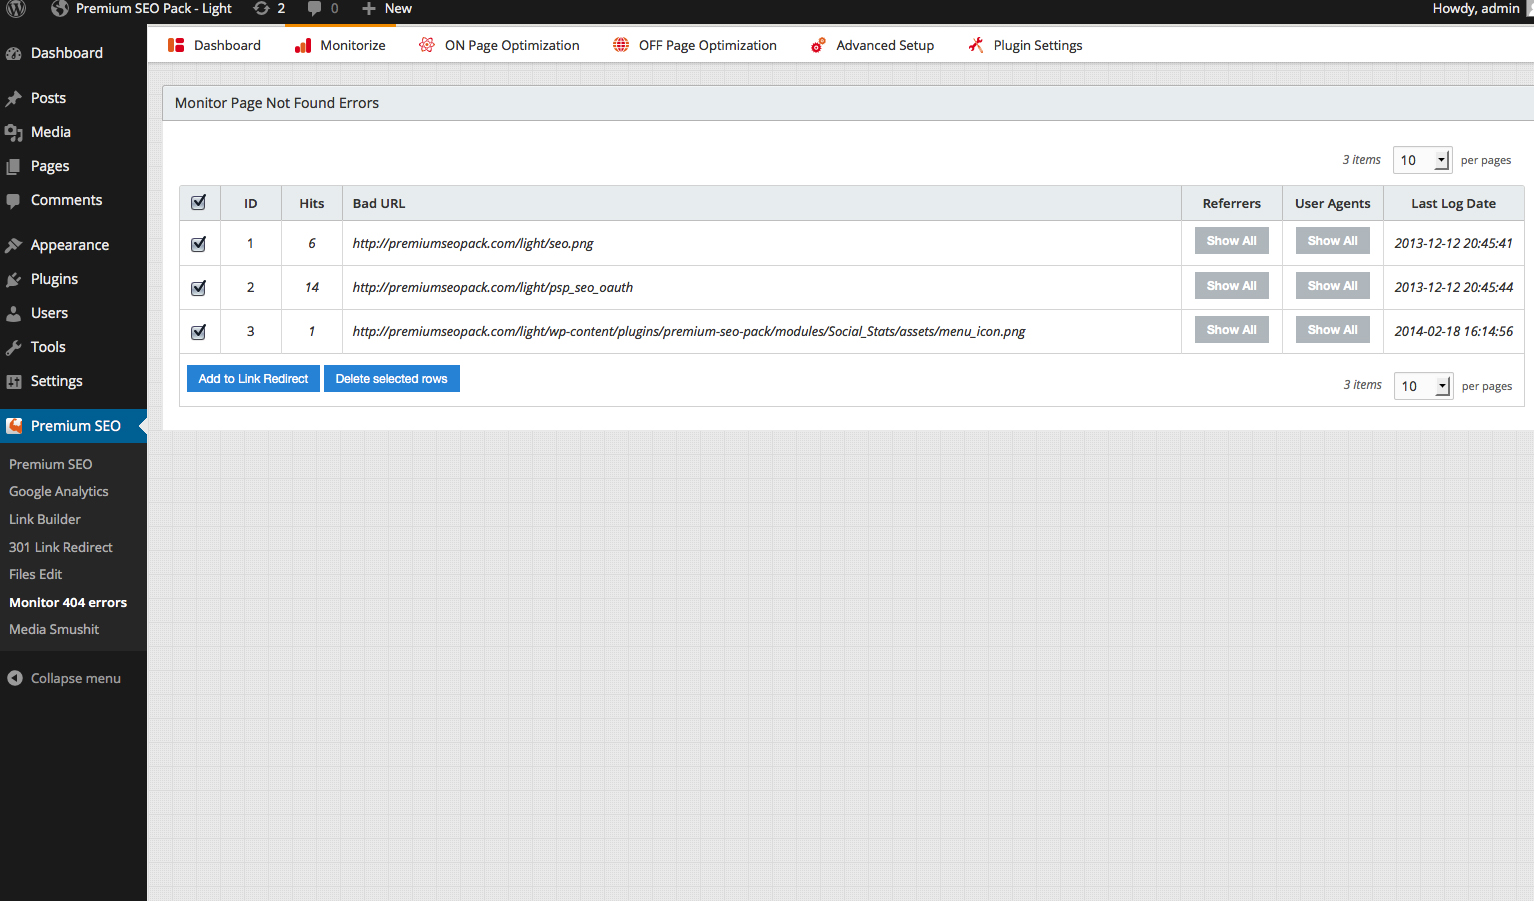 Premium SEO Pack - Light 2 0 New Howdy, admin
Dashboard
Posts
Media
Pages
Comments
Appearance
Plugins
Users
Tools
Settings
Premium SEO
Premium SEO
Google Analytics
Link Builder
301 Link Redirect
Files Edit
Monitor 404 errors
Media Smushit
Collapse menu
Dashboard Monitorize ON Page Optimization OFF Page Optimization Advanced Setup Plugin Settings
Monitor Page Not Found Errors
3 items 10 per pages
ID Hits Bad URL Referrers User Agents Last Log Date
1 6 http://premiumseopack.com/light/seo.png Show All Show All 2013-12-12 20:45:41
2 14 http://premiumseopack.com/light/psp_seo_oauth Show All Show All 2013-12-12 20:45:44
3 1 http://premiumseopack.com/light/wp-content/plugins/premium-seo-pack/modules/Social_Stats/assets/menu_icon.png Show All Show All 2014-02-18 16:14:56
Add to Link Redirect Delete selected rows 3 items 10 per pages